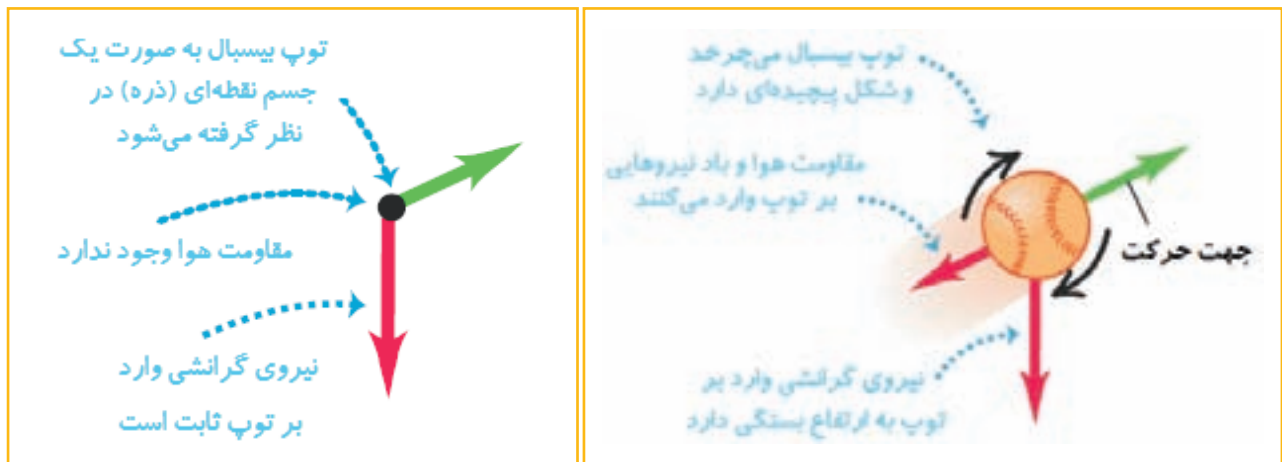 توپ بیسبال می‌چرخد
و شکل پیچیده‌ای دارد
مقاومت هوا و باد نیروهایی
بر توپ وارد می‌کنند
جهت حرکت
نیروی گرانشی وارد بر
توپ به ارتفاع بستگی دارد
توپ بیسبال به صورت یک
جسم نقطه‌ای (ذره) در
نظر گرفته می‌شود
مقاومت هوا وجود ندارد
نیروی گرانشی وارد
بر توپ ثابت است